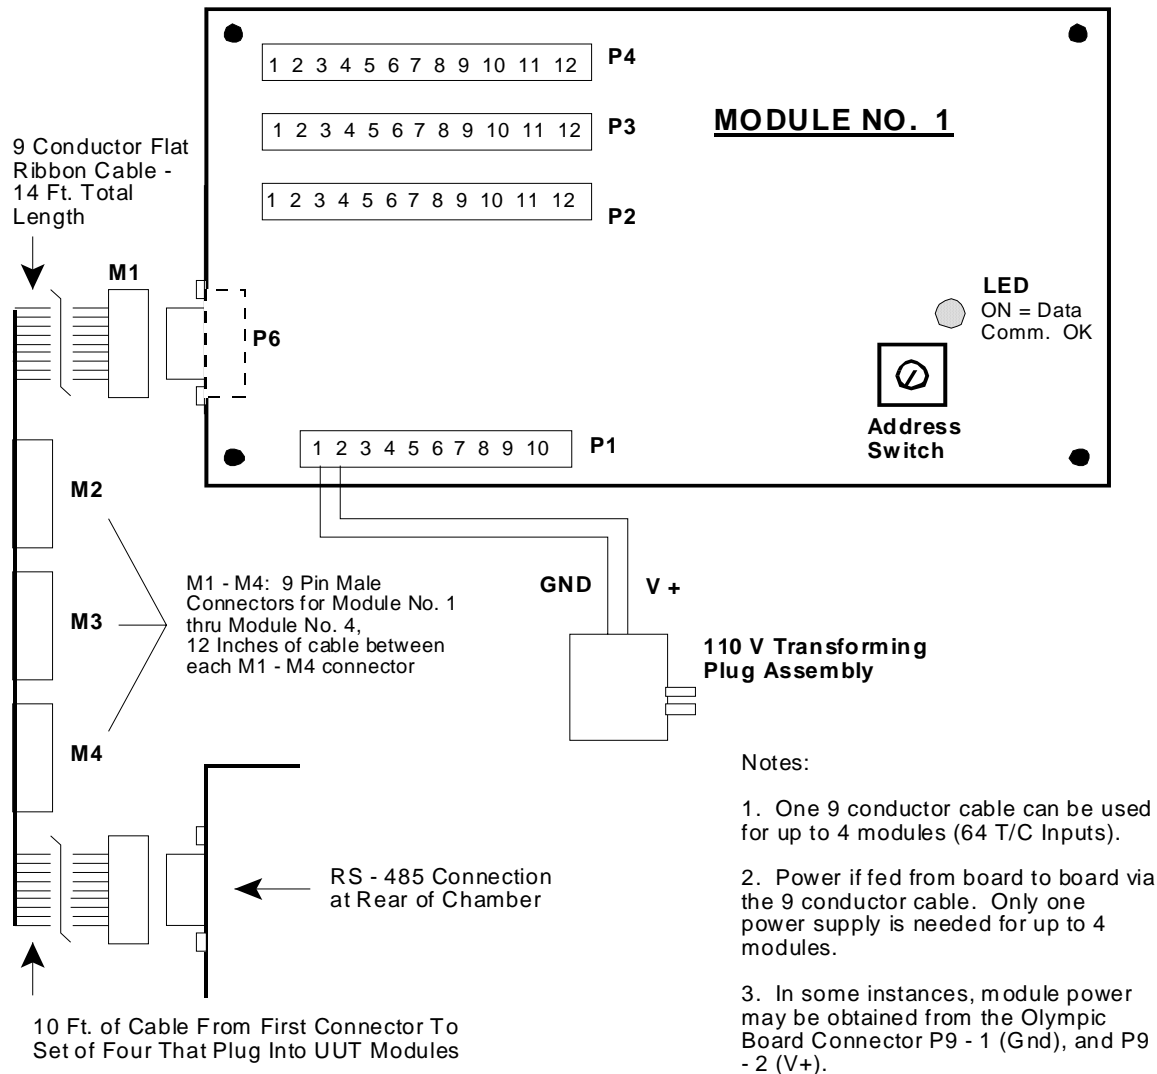 1 2 3 4 5 6 7 8 9 10 11 12
P4
1 2 3 4 5 6 7 8 9 10 11 12
P3
MODULE NO. 1
1 2 3 4 5 6 7 8 9 10 11 12
P2
9 Conductor Flat
Ribbon Cable -
14 Ft. Total
Length
M1
P6
LED
ON = Data
Comm. OK
Address
Switch
1 2 3 4 5 6 7 8 9 10
P1
M2
M3
M4
M1 - M4: 9 Pin Male
Connectors for Module No. 1
thru Module No. 4,
12 Inches of cable between
each M1 - M4 connector
GND
V +
110 V Transforming
Plug Assembly
RS - 485 Connection
at Rear of Chamber
10 Ft. of Cable From First Connector To
Set of Four That Plug Into UUT Modules
Notes:
1. One 9 conductor cable can be used
for up to 4 modules (64 T/C Inputs).
2. Power if fed from board to board via
the 9 conductor cable. Only one
power supply is needed for up to 4
modules.
3. In some instances, module power
may be obtained from the Olympic
Board Connector P9 - 1 (Gnd), and P9
- 2 (V+).